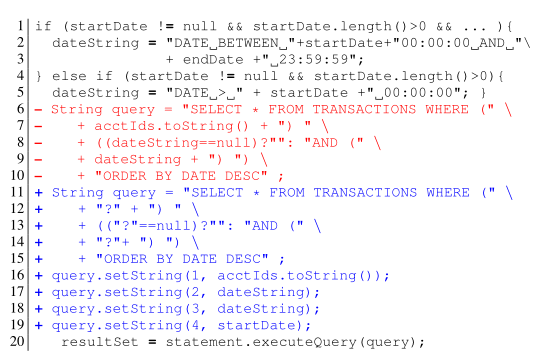 1 if (startDate != null && startDate.length()>0 && ... ){
2 dateString = "DATE␣BETWEEN␣"+startDate+"00:00:00␣AND␣"\
3 + endDate +"␣23:59:59";
4 } else if (startDate != null && startDate.length()>0){
5 dateString = "DATE␣>␣" + startDate +"␣00:00:00"; }
6 - String query = "SELECT * FROM TRANSACTIONS WHERE (" \
7 - + acctIds.toString() + ") " \
8 - + ((dateString==null)?"": "AND (" \
9 - + dateString + ") ") \
10 - + "ORDER BY DATE DESC" ;
11 + String query = "SELECT * FROM TRANSACTIONS WHERE (" \
12 + + "?" + ") " \
13 + + (("?"==null)?"": "AND (" \
14 + + "?"+ ") ") \
15 + + "ORDER BY DATE DESC" ;
16 + query.setString(1, acctIds.toString());
17 + query.setString(2, dateString);
18 + query.setString(3, dateString);
19 + query.setString(4, startDate);
20 resultSet = statement.executeQuery(query);